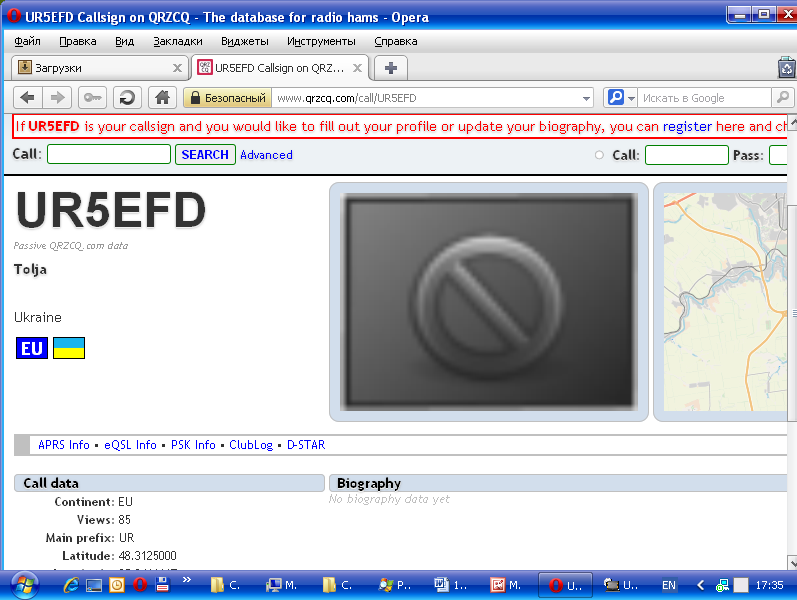 UR5EFD Callsign on QRZCQ - The database for radio hams - Opera
Файл Правка Вид Закладки Виджеты Инструменты Справка
Загрузки UR5EFD Callsign on QRZ...
Безопасный www.qrzcq.com/call/UR5EFD Искать в Google
If UR5EFD is your callsign and you would like to fill out your profile or update your biography, you can register here and ch
Call: SEARCH Advanced Call: Pass:
UR5EFD
Passive QRZCQ.com data
Tolja
Ukraine
EU
APRS Info • eQSL Info • PSK Info • ClubLog • D-STAR
Call data Biography
Continent: EU No biography data yet
Views: 85
Main prefix: UR
Latitude: 48.3125000
С. М. С. Р.. 1.. М. U.. U.. EN 17:35